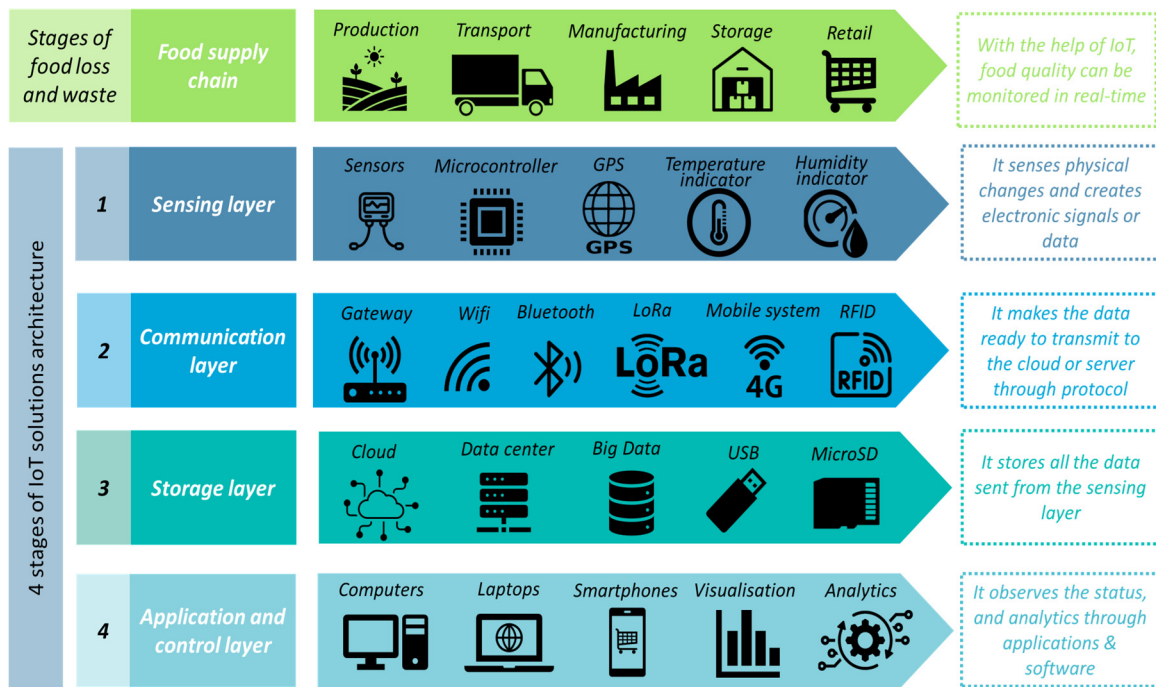 Stages of
food loss
and waste
Food supply
chain
Production
Transport
Manufacturing
Storage
Retail
With the help of IoT,
food quality can be
monitored in real-time
4 stages of IoT solutions architecture
1
Sensing layer
Sensors
Microcontroller
GPS
GPS
Temperature
indicator
Humidity
indicator
It senses physical
changes and creates
electronic signals or
data
2
Communication
layer
Gateway
Wifi
Bluetooth
LoRa
LoRa
Mobile system
4G
RFID
RFID
It makes the data
ready to transmit to
the cloud or server
through protocol
3
Storage layer
Cloud
Data center
Big Data
USB
MicroSD
It stores all the data
sent from the sensing
layer
4
Application and
control layer
Computers
Laptops
Smartphones
Visualisation
Analytics
It observes the status,
and analytics through
applications &
software